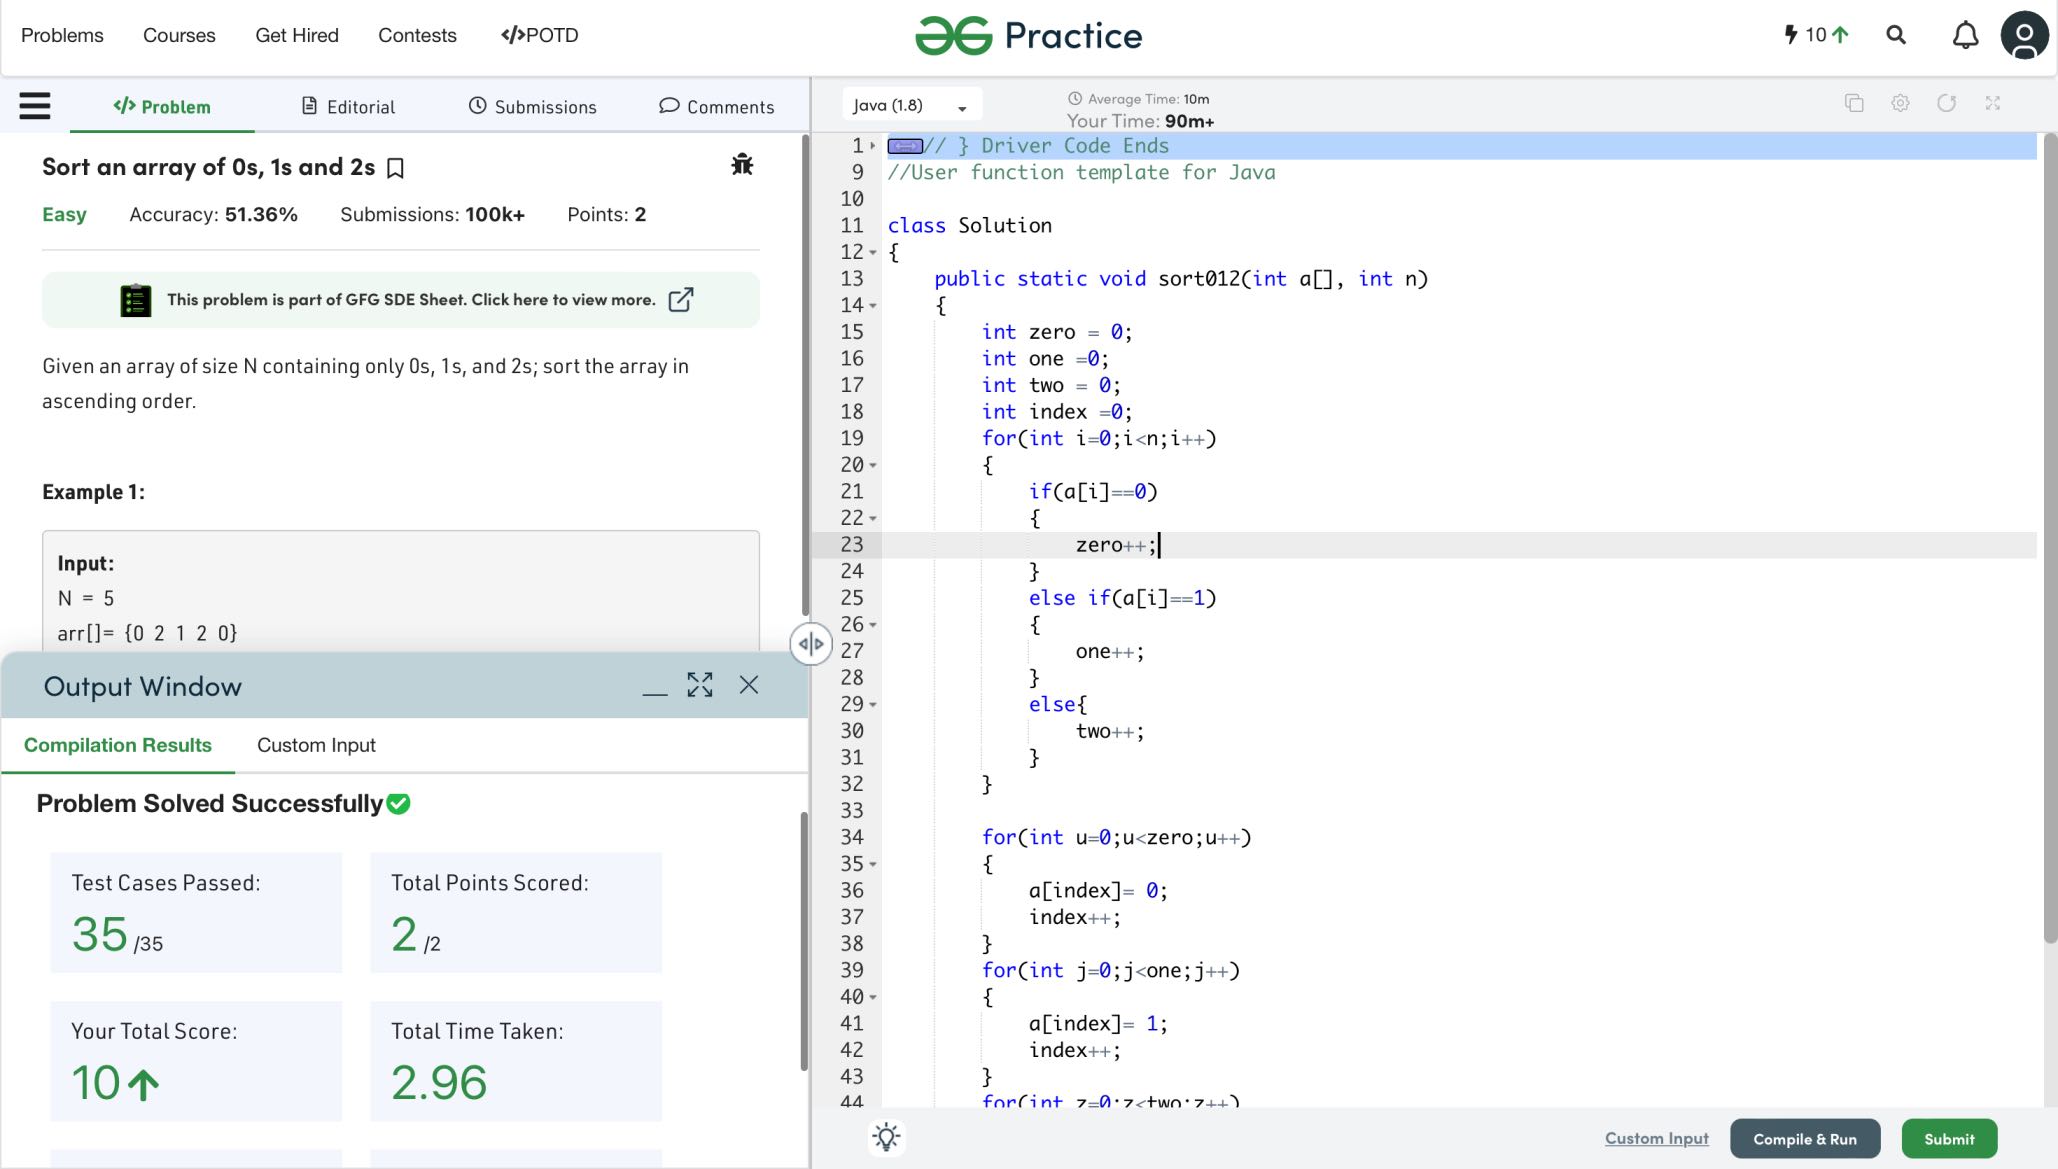 Problems Courses Get Hired Contests </>POTD
Practice
10
Problem Editorial Submissions Comments
Sort an array of 0s, 1s and 2s
Easy Accuracy: 51.36% Submissions: 100k+ Points: 2
This problem is part of GFG SDE Sheet. Click here to view more.
Given an array of size N containing only 0s, 1s, and 2s; sort the array in
ascending order.
Example 1:
Input:
N = 5
arr[]= {0 2 1 2 0}
Output Window
Compilation Results Custom Input
Problem Solved Successfully
Test Cases Passed: Total Points Scored:
35 /35 2 /2
Your Total Score: Total Time Taken:
10 2.96
Java (1.8)
Average Time: 10m
Your Time: 90m+
1 // } Driver Code Ends
9 //User function template for Java
10
11 class Solution
12 {
13 public static void sort012(int a[], int n)
14 {
15 int zero = 0;
16 int one =0;
17 int two = 0;
18 int index =0;
19 for(int i=0;i<n;i++)
20 {
21 if(a[i]==0)
22 {
23 zero++;
24 }
25 else if(a[i]==1)
26 {
27 one++;
28 }
29 else{
30 two++;
31 }
32 }
33
34 for(int u=0;u<zero;u++)
35 {
36 a[index]= 0;
37 index++;
38 }
39 for(int j=0;j<one;j++)
40 {
41 a[index]= 1;
42 index++;
43 }
44 for(int z=0;z<two;z++)
Custom Input Compile & Run Submit